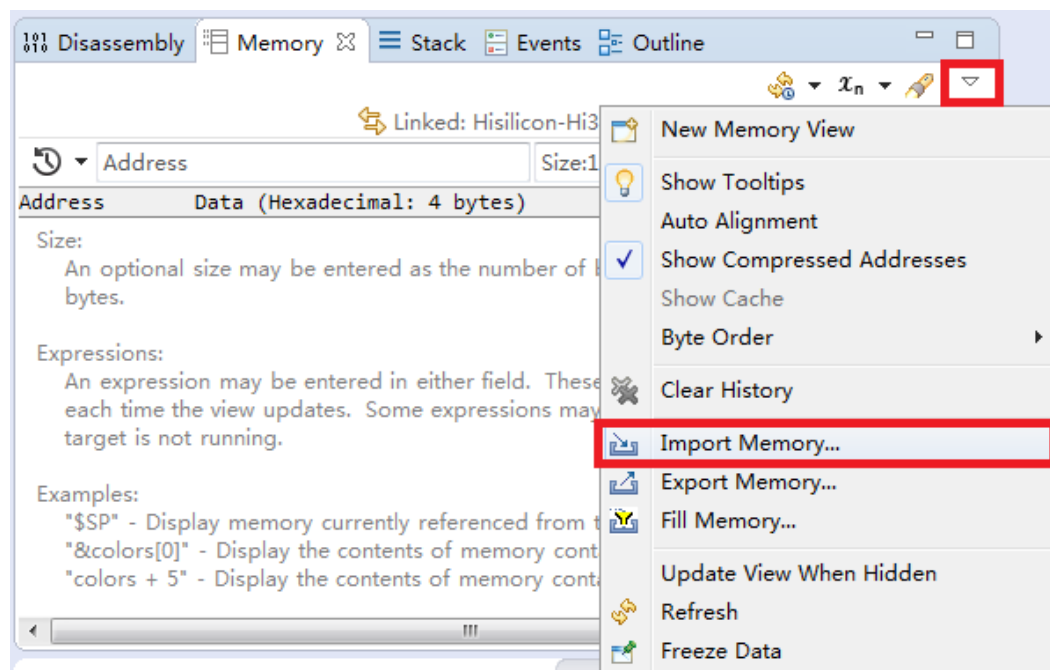 Disassembly Memory Stack Events Outline
xn
Linked: Hisilicon-Hi3
Address Size:1
Address Data (Hexadecimal: 4 bytes)
Size:
An optional size may be entered as the number of
bytes.
Expressions:
An expression may be entered in either field. These
each time the view updates. Some expressions may
target is not running.
Examples:
"$SP" - Display memory currently referenced from
"&colors[0]" - Display the contents of memory
"colors + 5" - Display the contents of memory
New Memory View
Show Tooltips
Auto Alignment
Show Compressed Addresses
Show Cache
Byte Order
Clear History
Import Memory...
Export Memory...
Fill Memory...
Update View When Hidden
Refresh
Freeze Data